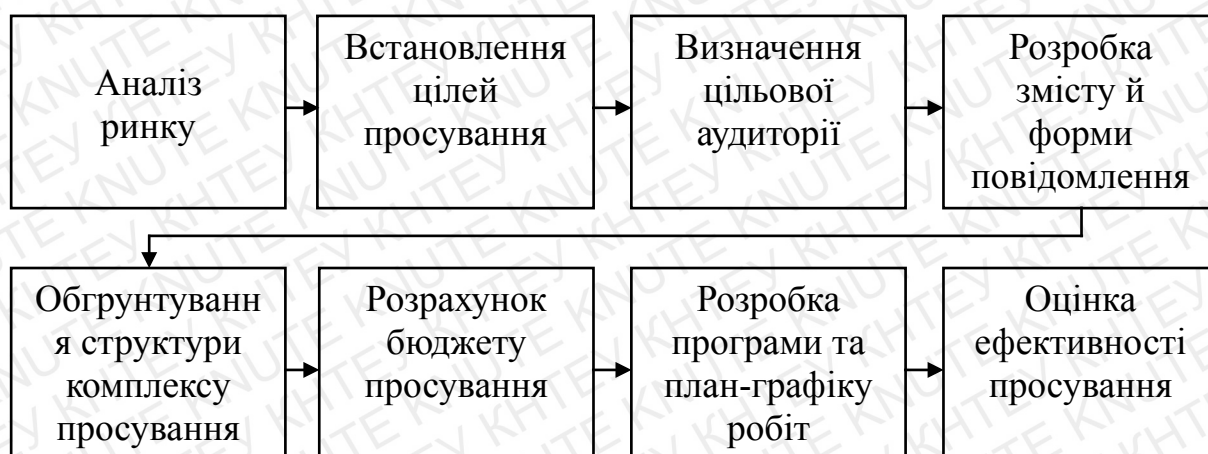 Аналіз
ринку
Встановлення
цілей
просування
Визначення
цільової
аудиторії
Розробка
змісту й
форми
повідомлення
Обгрунтуванн
я структури
комплексу
просування
Розрахунок
бюджету
просування
Розробка
програми та
план-графіку
робіт
Оцінка
ефективності
просування